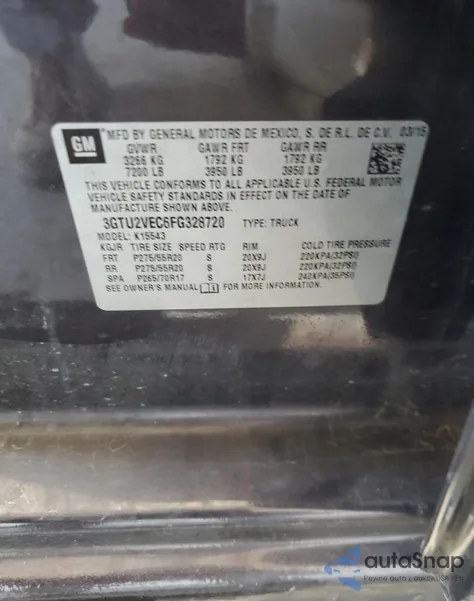 GM
MFD BY GENERAL MOTORS DE MEXICO, S. DE R.L. DE C.V. 03/15
GVWR GAWR FRT GAWR RR
3266 KG 1792 KG 1792 KG
7200 LB 3950 LB 3950 LB
THIS VEHICLE CONFORMS TO ALL APPLICABLE U.S. FEDERAL MOTOR
VEHICLE SAFETY STANDARDS IN EFFECT ON THE DATE OF
MANUFACTURE SHOWN ABOVE.
3GTU2VEC6FG328720 TYPE: TRUCK
MODEL: K15543
KGJR TIRE SIZE SPEED RTG RIM COLD TIRE PRESSURE
FRT P275/55R20 S 20X9J 220KPA(32PSI)
RR P275/55R20 S 20X9J 220KPA(32PSI)
SPA P265/70R17 S 17X7J 240KPA(35PSI)
SEE OWNER'S MANUAL FOR MORE INFORMATION.
autoSnap